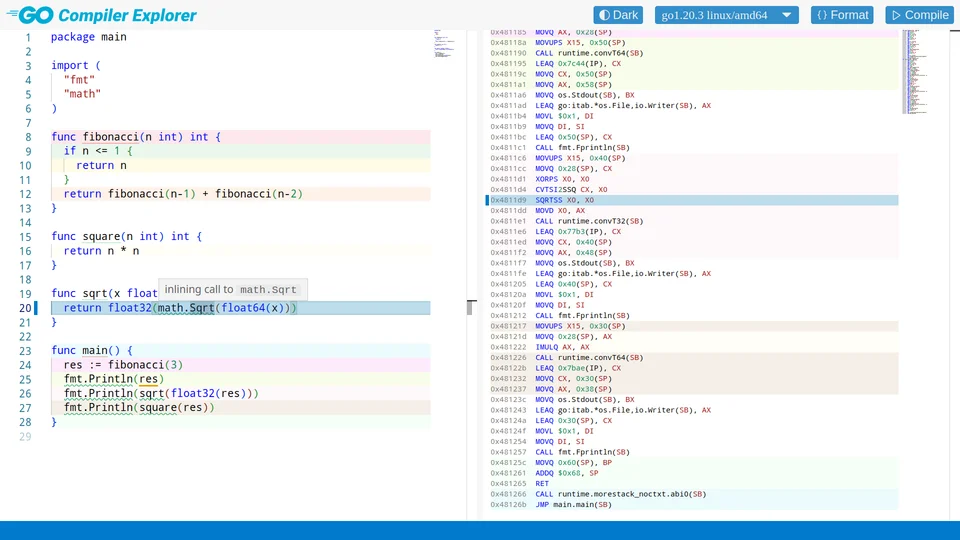 GO Compiler Explorer
Dark
go1.20.3 linux/amd64
{} Format
Compile
1 package main
2
3 import (
4 "fmt"
5 "math"
6 )
7
8 func fibonacci(n int) int {
9 if n <= 1 {
10 return n
11 }
12 return fibonacci(n-1) + fibonacci(n-2)
13 }
14
15 func square(n int) int {
16 return n * n
17 }
18
inlining call to math.Sqrt
19 func sqrt(x float
20 return float32(math.Sqrt(float64(x)))
21 }
22
23 func main() {
24 res := fibonacci(3)
25 fmt.Println(res)
26 fmt.Println(sqrt(float32(res)))
27 fmt.Println(square(res))
28 }
29
0x481185 MOVQ AX, 0x28(SP)
0x48118a MOVUPS X15, 0x50(SP)
0x481190 CALL runtime.convT64(SB)
0x481195 LEAQ 0x7c44(IP), CX
0x48119c MOVQ CX, 0x50(SP)
0x4811a1 MOVQ AX, 0x58(SP)
0x4811a6 MOVQ os.Stdout(SB), BX
0x4811ad LEAQ go:itab.*os.File,io.Writer(SB), AX
0x4811b4 MOVL $0x1, DI
0x4811b9 MOVQ DI, SI
0x4811bc LEAQ 0x50(SP), CX
0x4811c1 CALL fmt.Fprintln(SB)
0x4811c6 MOVUPS X15, 0x40(SP)
0x4811cc MOVQ 0x28(SP), CX
0x4811d1 XORPS X0, X0
0x4811d4 CVTSI2SSQ CX, X0
0x4811d9 SQRTSS X0, X0
0x4811dd MOVD X0, AX
0x4811e1 CALL runtime.convT32(SB)
0x4811e6 LEAQ 0x77b3(IP), CX
0x4811ed MOVQ CX, 0x40(SP)
0x4811f2 MOVQ AX, 0x48(SP)
0x4811f7 MOVQ os.Stdout(SB), BX
0x4811fe LEAQ go:itab.*os.File,io.Writer(SB), AX
0x481205 LEAQ 0x40(SP), CX
0x48120a MOVL $0x1, DI
0x48120f MOVQ DI, SI
0x481212 CALL fmt.Fprintln(SB)
0x481217 MOVUPS X15, 0x30(SP)
0x48121d MOVQ 0x28(SP), AX
0x481222 IMULQ AX, AX
0x481226 CALL runtime.convT64(SB)
0x48122b LEAQ 0x7bae(IP), CX
0x481232 MOVQ CX, 0x30(SP)
0x481237 MOVQ AX, 0x38(SP)
0x48123c MOVQ os.Stdout(SB), BX
0x481243 LEAQ go:itab.*os.File,io.Writer(SB), AX
0x48124a LEAQ 0x30(SP), CX
0x48124f MOVL $0x1, DI
0x481254 MOVQ DI, SI
0x481257 CALL fmt.Fprintln(SB)
0x48125c MOVQ 0x60(SP), BP
0x481261 ADDQ $0x68, SP
0x481265 RET
0x481266 CALL runtime.morestack_noctxt.abi0(SB)
0x48126b JMP main.main(SB)